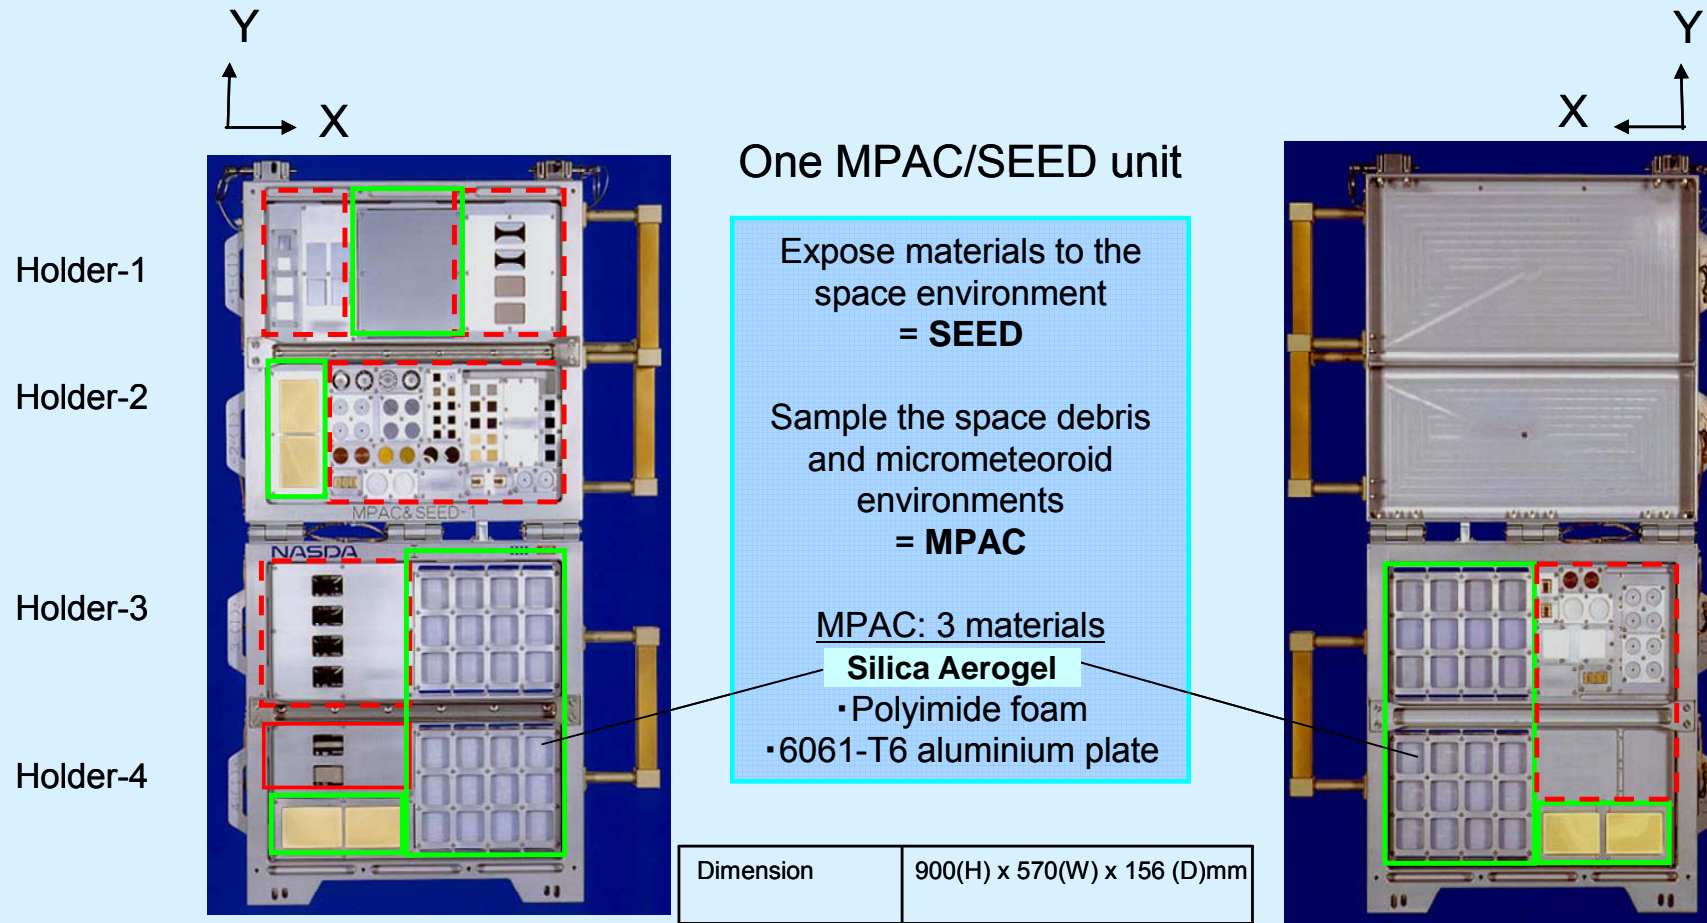 Y
X
Y
X
One MPAC/SEED unit
Holder-1
Holder-2
Holder-3
Holder-4
MPAC&SEED-1
NASDA
Expose materials to the
space environment
= SEED
Sample the space debris
and micrometeoroid
environments
= MPAC
MPAC: 3 materials
Silica Aerogel
・Polyimide foam
・6061-T6 aluminium plate
Dimension 900(H) x 570(W) x 156 (D)mm